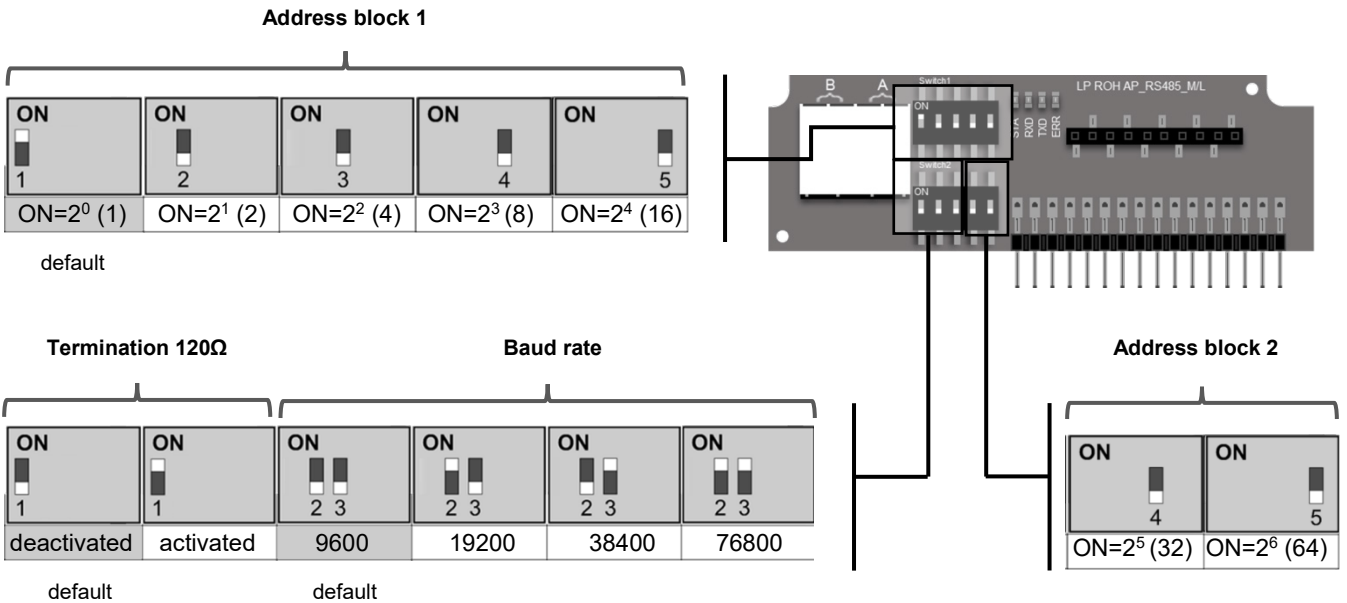 Address block 1
ON ON ON ON ON
1 2 3 4 5
ON=2⁰ (1) ON=2¹ (2) ON=2² (4) ON=2³ (8) ON=2⁴ (16)
default
B A Switch1 LP ROH AP_RS485_M/L
ON
STA RXD TXD ERR
Switch2
ON
Termination 120Ω Baud rate
ON ON ON ON ON ON
1 1 2 3 2 3 2 3 2 3
deactivated activated 9600 19200 38400 76800
default default
Address block 2
ON ON
4 5
ON=2⁵ (32) ON=2⁶ (64)